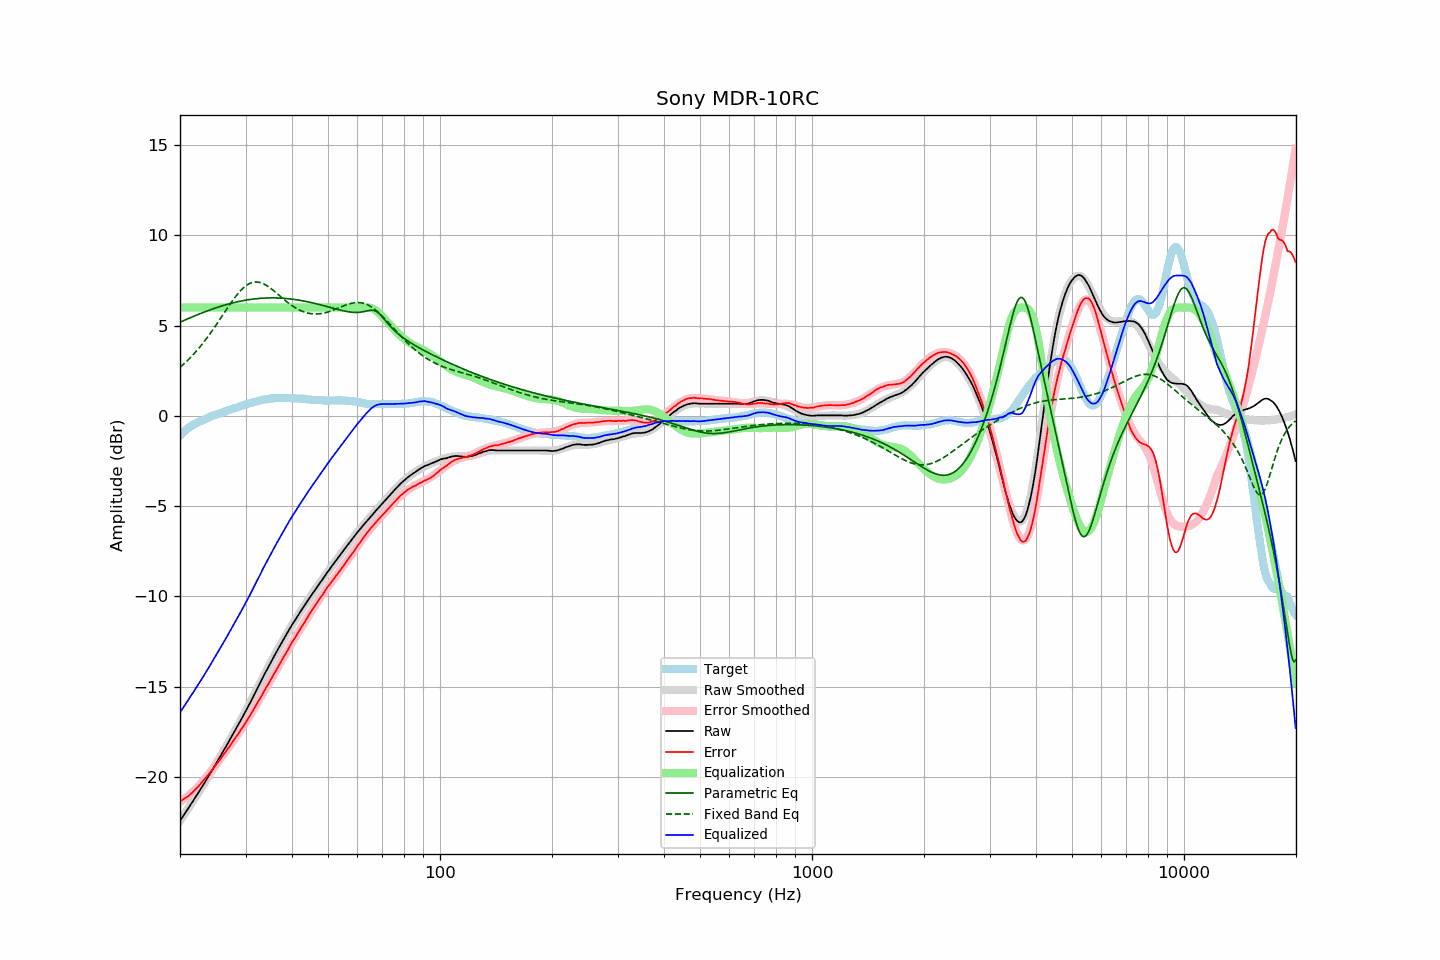 Sony MDR-10RC
Amplitude (dBr)
15
10
5
0
−5
−10
−15
−20
Target
Raw Smoothed
Error Smoothed
Raw
Error
Equalization
Parametric Eq
Fixed Band Eq
Equalized
100
1000
10000
Frequency (Hz)